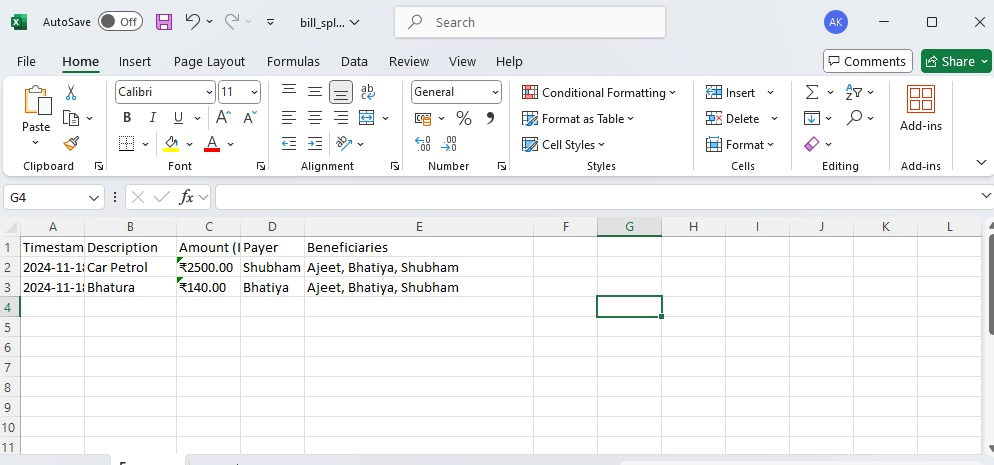 AutoSave Off bill_spl... Search AK
File Home Insert Page Layout Formulas Data Review View Help Comments Share
Calibri 11 General Conditional Formatting Insert
Paste B I U Format as Table Delete Add-ins
Cell Styles Format
Clipboard Font Alignment Number Styles Cells Editing Add-ins
G4 fx
A B C D E F G H I J K L
1 Timestam Description Amount (I Payer Beneficiaries
2 2024-11-18 Car Petrol ₹2500.00 Shubham Ajeet, Bhatiya, Shubham
3 2024-11-18 Bhatura ₹140.00 Bhatiya Ajeet, Bhatiya, Shubham
4
5
6
7
8
9
10
11